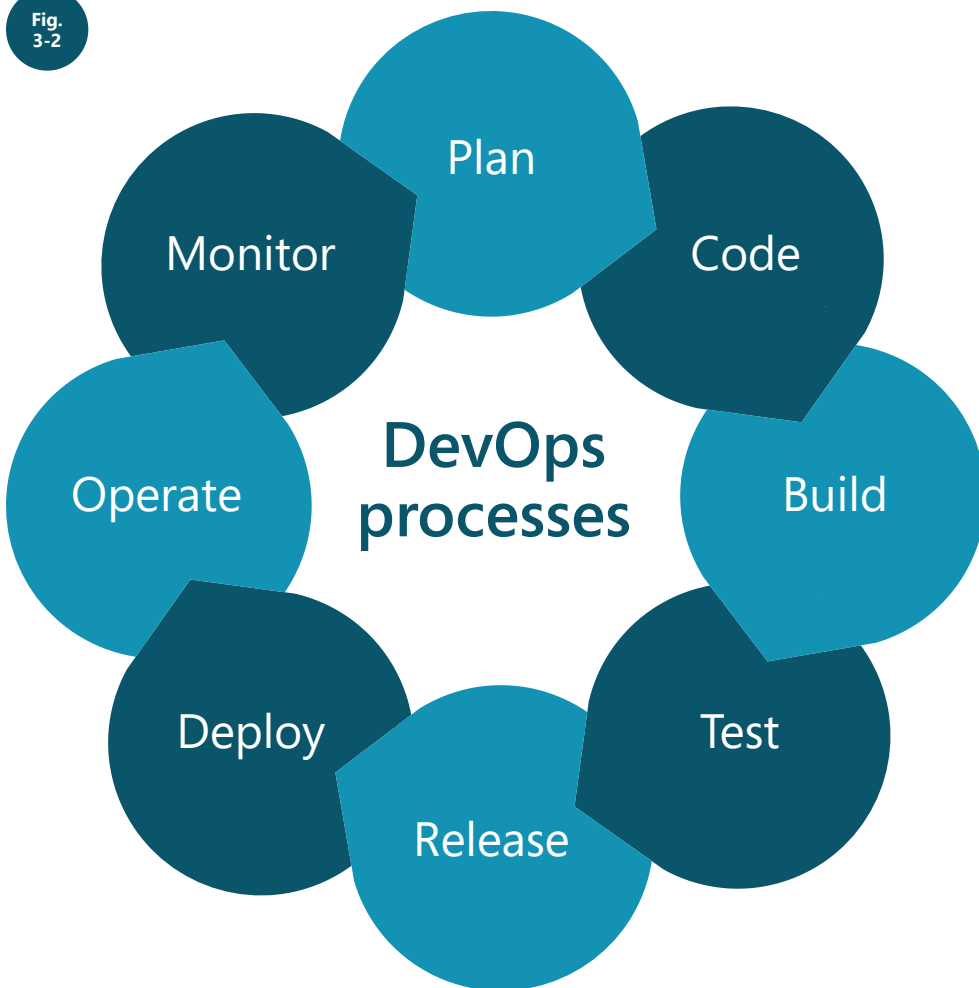 Fig.
3-2
Plan
Code
Build
Test
Release
Deploy
Operate
Monitor
DevOps
processes